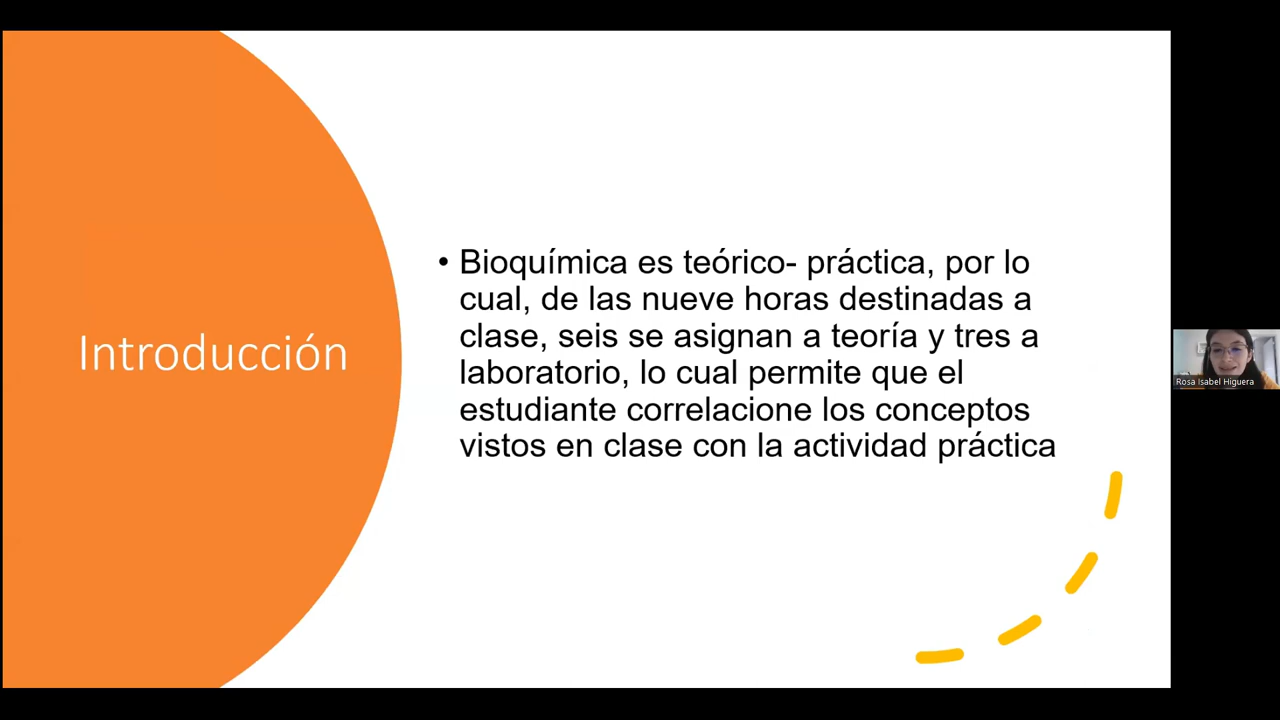 Introducción
• Bioquímica es teórico- práctica, por lo
cual, de las nueve horas destinadas a
clase, seis se asignan a teoría y tres a
laboratorio, lo cual permite que el
estudiante correlacione los conceptos
vistos en clase con la actividad práctica
Rosa Isabel Higuera